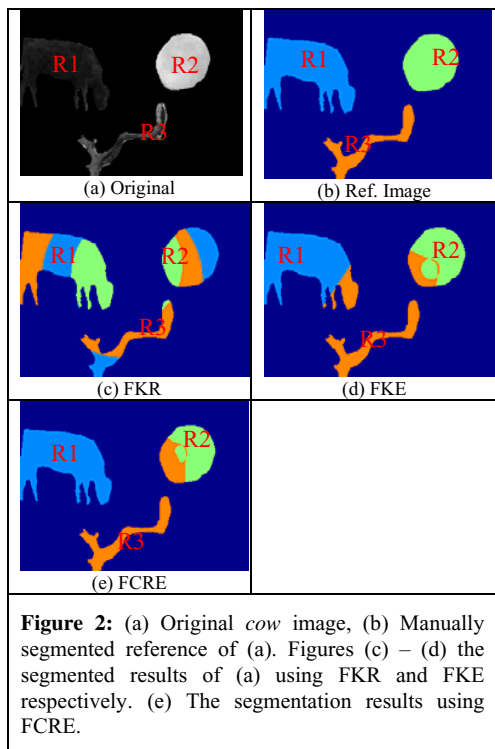 R1
R2
R3
(a) Original
R1
R2
R3
(b) Ref. Image
R1
R2
R3
(c) FKR
R1
R2
R3
(d) FKE
R1
R2
R3
(e) FCRE
Figure 2: (a) Original cow image, (b) Manually
segmented reference of (a). Figures (c) – (d) the
segmented results of (a) using FKR and FKE
respectively. (e) The segmentation results using
FCRE.